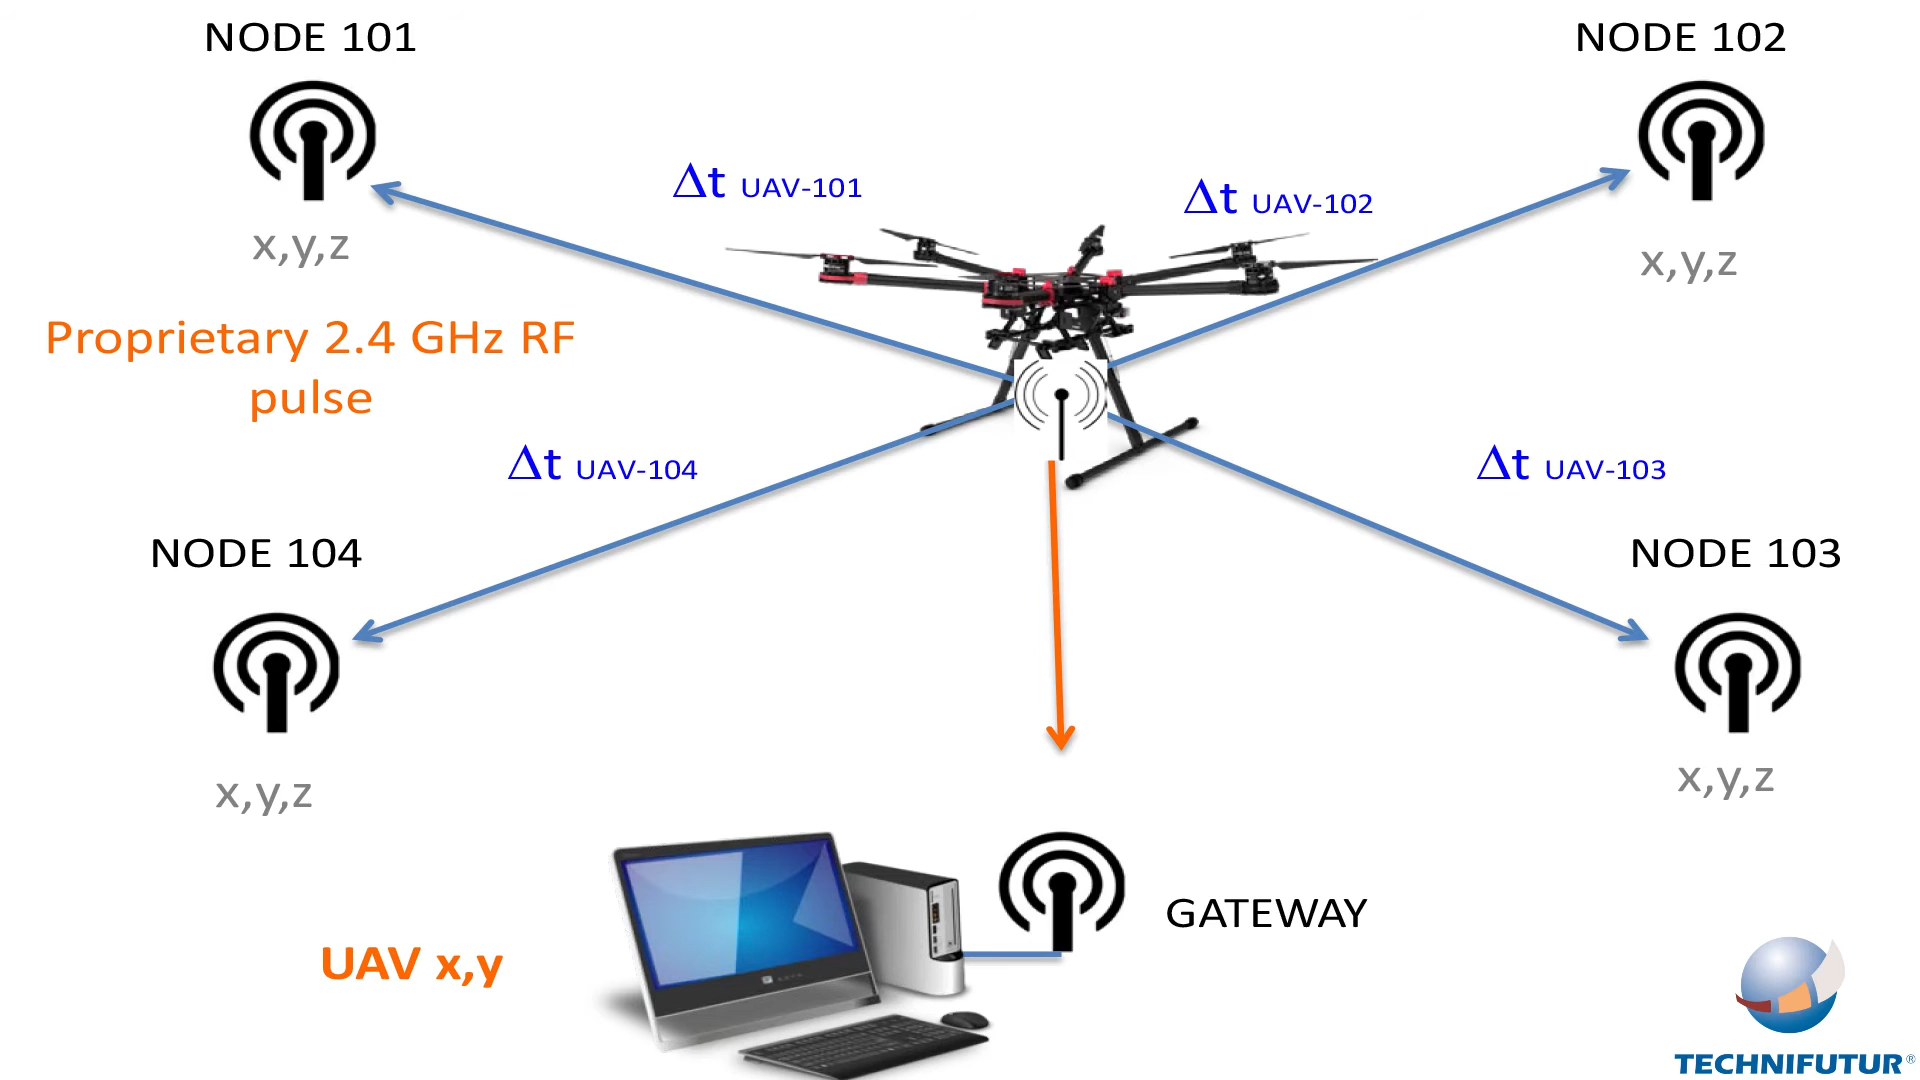 NODE 101
NODE 102
Δt UAV-101
Δt UAV-102
x,y,z
x,y,z
Proprietary 2.4 GHz RF
pulse
Δt UAV-104
Δt UAV-103
NODE 104
NODE 103
x,y,z
x,y,z
GATEWAY
UAV x,y
TECHNIFUTUR®